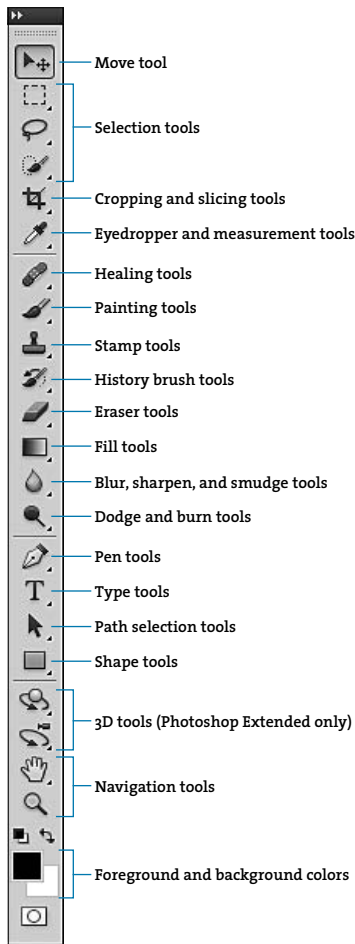 Move tool
Selection tools
Cropping and slicing tools
Eyedropper and measurement tools
Healing tools
Painting tools
Stamp tools
History brush tools
Eraser tools
Fill tools
Blur, sharpen, and smudge tools
Dodge and burn tools
Pen tools
Type tools
Path selection tools
Shape tools
3D tools (Photoshop Extended only)
Navigation tools
Foreground and background colors